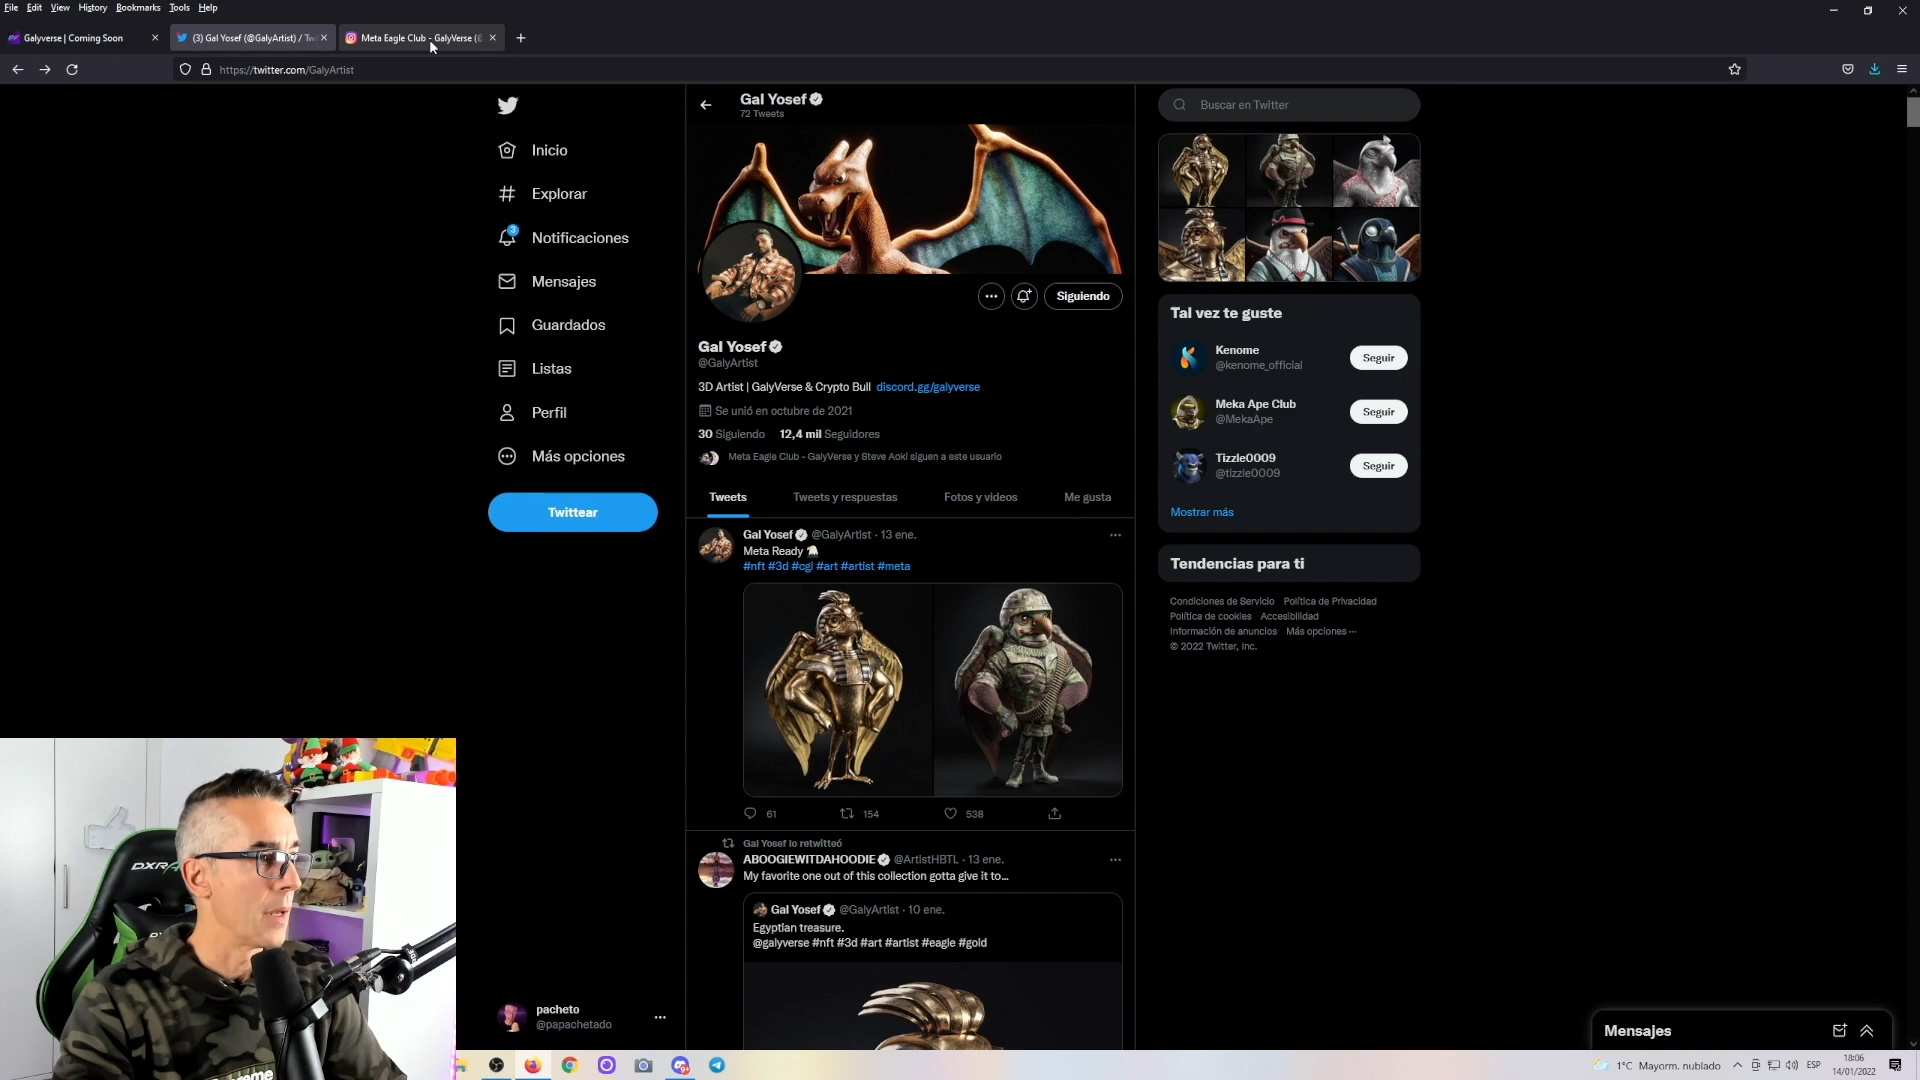 File Edit View History Bookmarks Tools Help
Galyverse | Coming Soon
(3) Gal Yosef (@GalyArtist) / Tw
Meta Eagle Club - GalyVerse (@
https://twitter.com/GalyArtist
Inicio
Explorar
3
Notificaciones
Mensajes
Guardados
Listas
Perfil
Más opciones
Twittear
pacheto
@papachetado
Gal Yosef
72 Tweets
Siguiendo
Gal Yosef
@GalyArtist
3D Artist | GalyVerse & Crypto Bull discord.gg/galyverse
Se unió en octubre de 2021
30 Siguiendo 12,4 mil Seguidores
Meta Eagle Club - GalyVerse y Steve Aoki siguen a este usuario
Tweets Tweets y respuestas Fotos y videos Me gusta
Gal Yosef @GalyArtist · 13 ene.
Meta Ready
#nft #3d #cgi #art #artist #meta
61 154 538
Gal Yosef lo retwitteó
ABOOGIEWITDAHOODIE @ArtistHBTL · 13 ene.
My favorite one out of this collection gotta give it to...
Gal Yosef @GalyArtist · 10 ene.
Egyptian treasure.
@galyverse #nft #3d #art #artist #eagle #gold
Buscar en Twitter
Tal vez te guste
Kenome
@kenome_official
Seguir
Meka Ape Club
@MekaApe
Seguir
Tizzle0009
@tizzle0009
Seguir
Mostrar más
Tendencias para ti
Condiciones de Servicio Política de Privacidad
Política de cookies Accesibilidad
Información de anuncios Más opciones ···
© 2022 Twitter, Inc.
Mensajes
DXRA
1°C Mayorm. nublado
ESP
18:06
14/01/2022